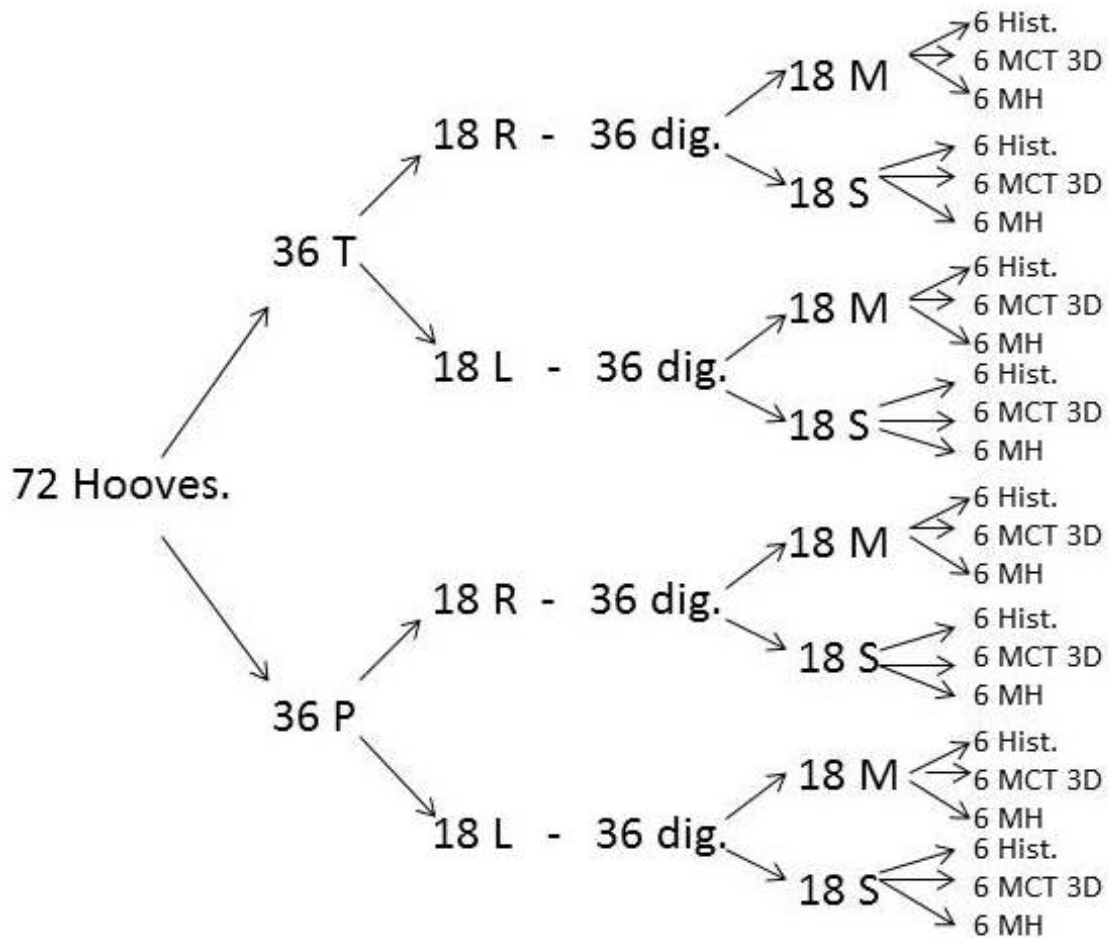 6 Hist.
18 M
6 MCT 3D
6 MH
18 R - 36 dig.
6 Hist.
18 S
6 MCT 3D
6 MH
36 T
6 Hist.
18 M
6 MCT 3D
6 MH
18 L - 36 dig.
6 Hist.
18 S
6 MCT 3D
6 MH
72 Hooves.
6 Hist.
18 M
6 MCT 3D
6 MH
18 R - 36 dig.
6 Hist.
18 S
6 MCT 3D
6 MH
36 P
6 Hist.
18 M
6 MCT 3D
6 MH
18 L - 36 dig.
6 Hist.
18 S
6 MCT 3D
6 MH